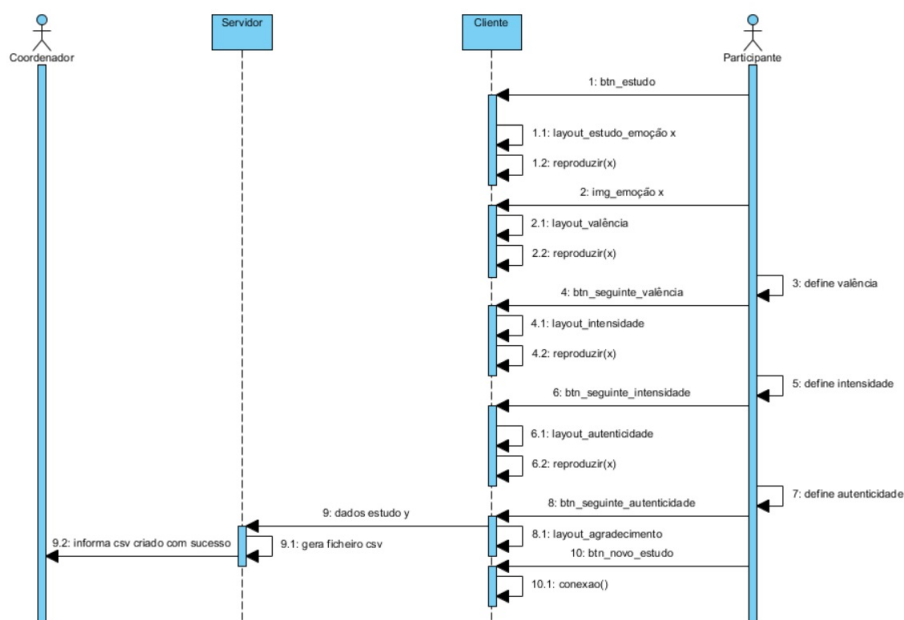 Servidor
Cliente
Coordenador
Participante
1: btn_estudo
1.1: layout_estudo_emoção x
1.2: reproduzir(x)
2: img_emoção x
2.1: layout_valência
2.2: reproduzir(x)
3: define valência
4: btn_seguinte_valência
4.1: layout_intensidade
4.2: reproduzir(x)
5: define intensidade
6: btn_seguinte_intensidade
6.1: layout_autenticidade
6.2: reproduzir(x)
7: define autenticidade
8: btn_seguinte_autenticidade
9: dados estudo y
8.1: layout_agradecimento
9.2: informa csv criado com sucesso
9.1: gera ficheiro csv
10: btn_novo_estudo
10.1: conexao()